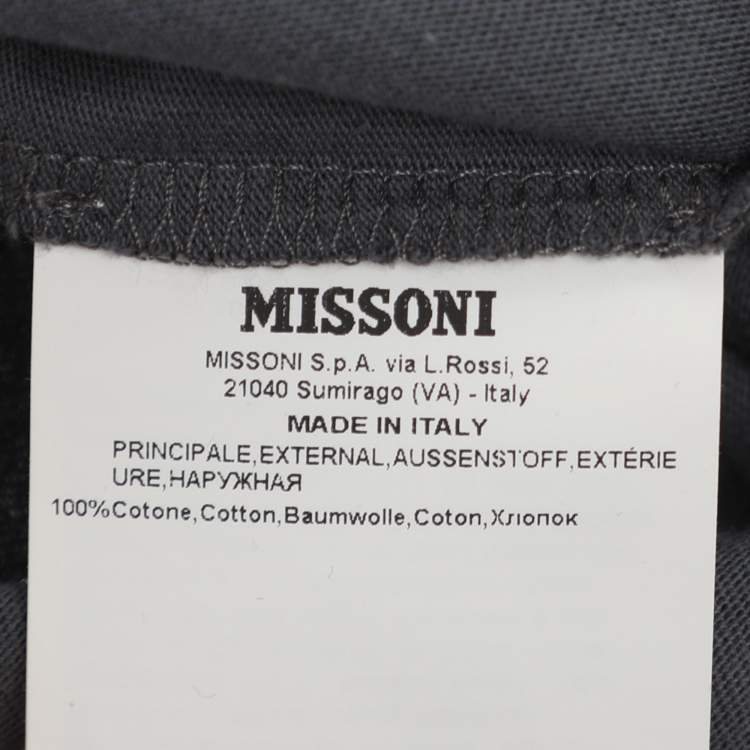 MISSONI
MISSONI S.p.A. via L.Rossi, 52
21040 Sumirago (VA) - Italy
MADE IN ITALY
PRINCIPALE,EXTERNAL,AUSSENSTOFF,EXTÉRIE
URE,НАРУЖНАЯ
100%Cotone,Cotton,Baumwolle,Coton,Хлопок